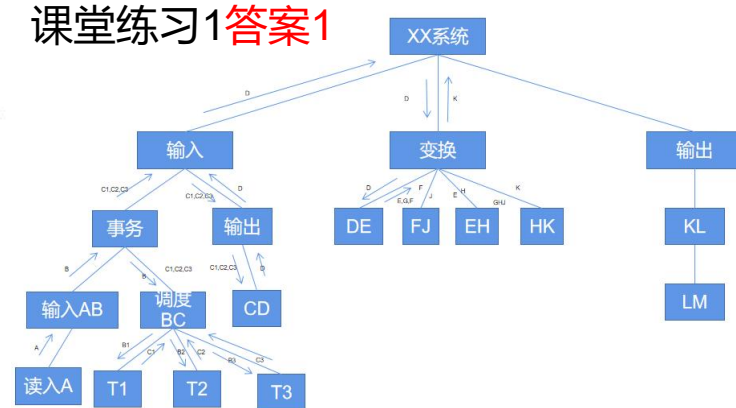 课堂练习1答案1
XX系统
D
D
K
输入
变换
输出
C1,C2,C3
D
C1,C2,C3
D
F
E,G,F
J
E
H
GHJ
K
事务
输出
DE
FJ
EH
HK
KL
B
B
C1,C2,C3
C1,C2,C3
D
输入AB
调度
BC
CD
LM
A
B1
C1
B2
C2
B3
C3
读入A
T1
T2
T3